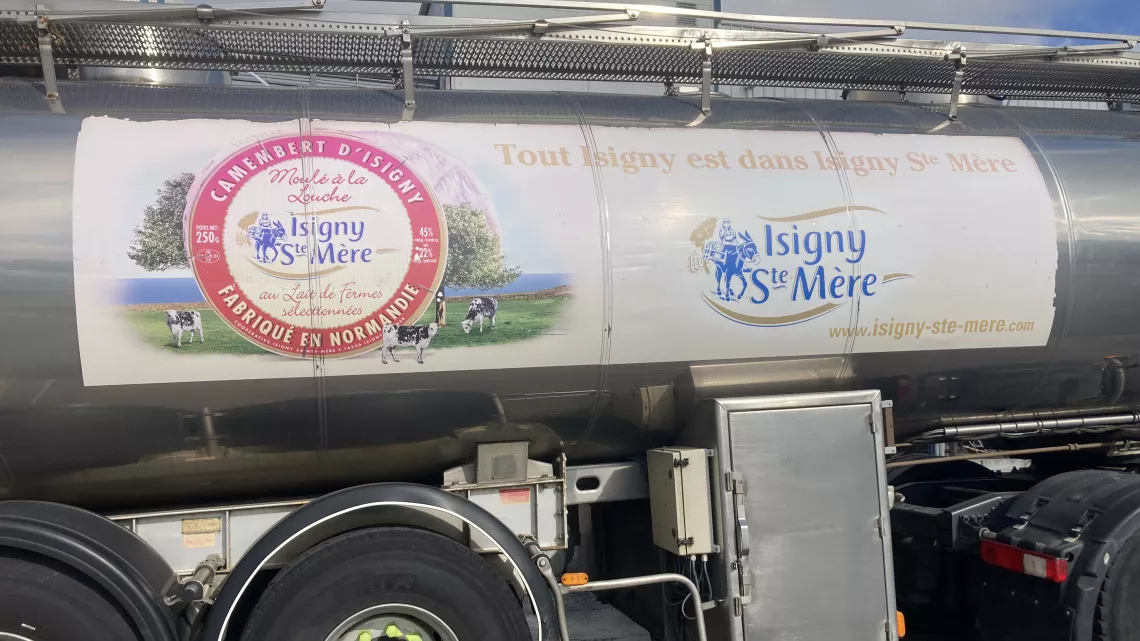 CAMEMBERT D'ISIGNY
Moulé à la
Louche
POIDS NET:
250G
Isigny
Ste Mère
45%
22%
au Lait de Fermes
sélectionnées
FABRIQUÉ EN NORMANDIE
Tout Isigny est dans Isigny Ste Mère
Isigny
Ste Mère
www.isigny-ste-mere.com